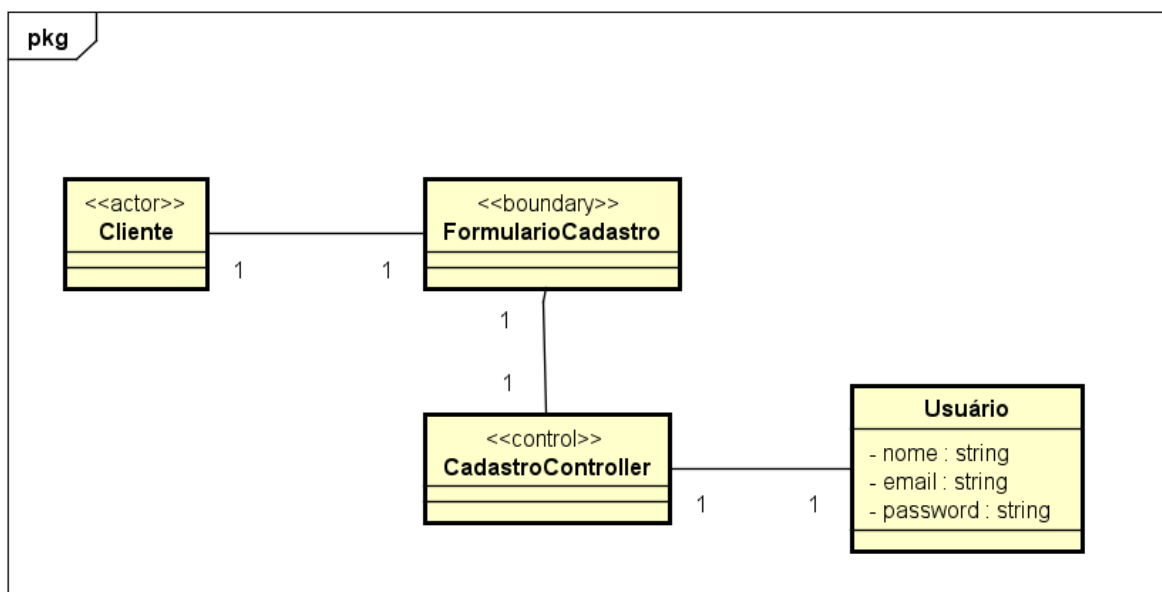 pkg
<<actor>>
Cliente
1
1
<<boundary>>
FormularioCadastro
1
1
<<control>>
CadastroController
1
1
Usuário
- nome : string
- email : string
- password : string